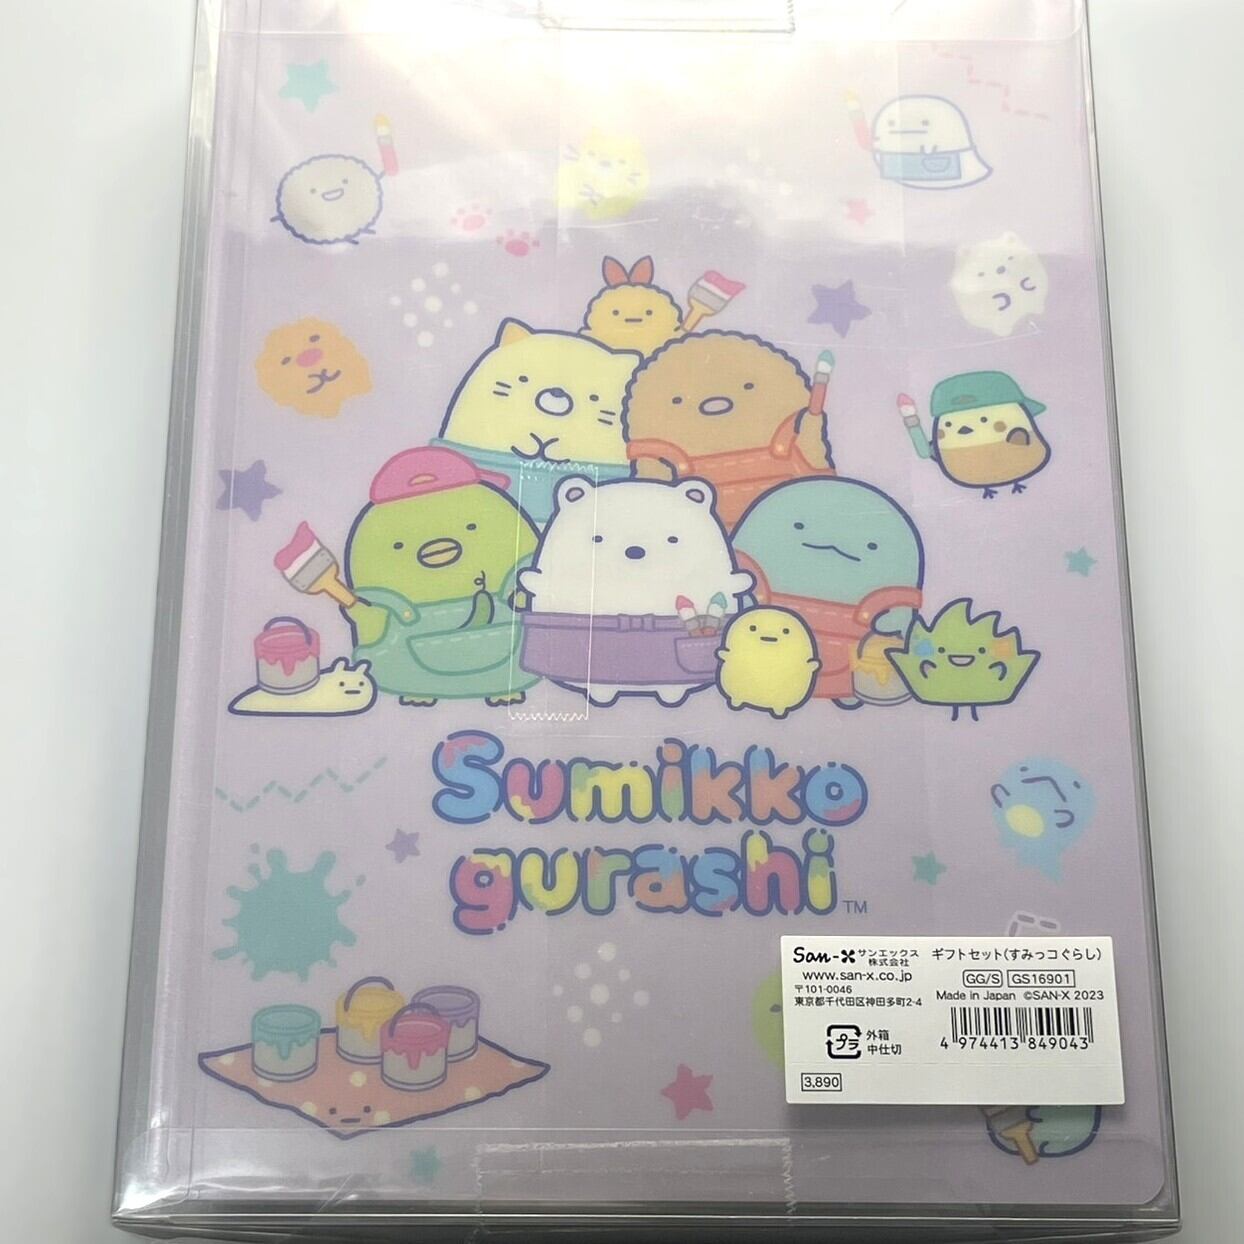 Sumikko
gurashi™
San-X サンエックス
株式会社
www.san-x.co.jp
〒101-0046
東京都千代田区神田多町2-4
プラ
外箱
中仕切
3,890
ギフトセット(すみっコぐらし)
GG/S GS16901
Made in Japan ©SAN-X 2023
4 974413 849043